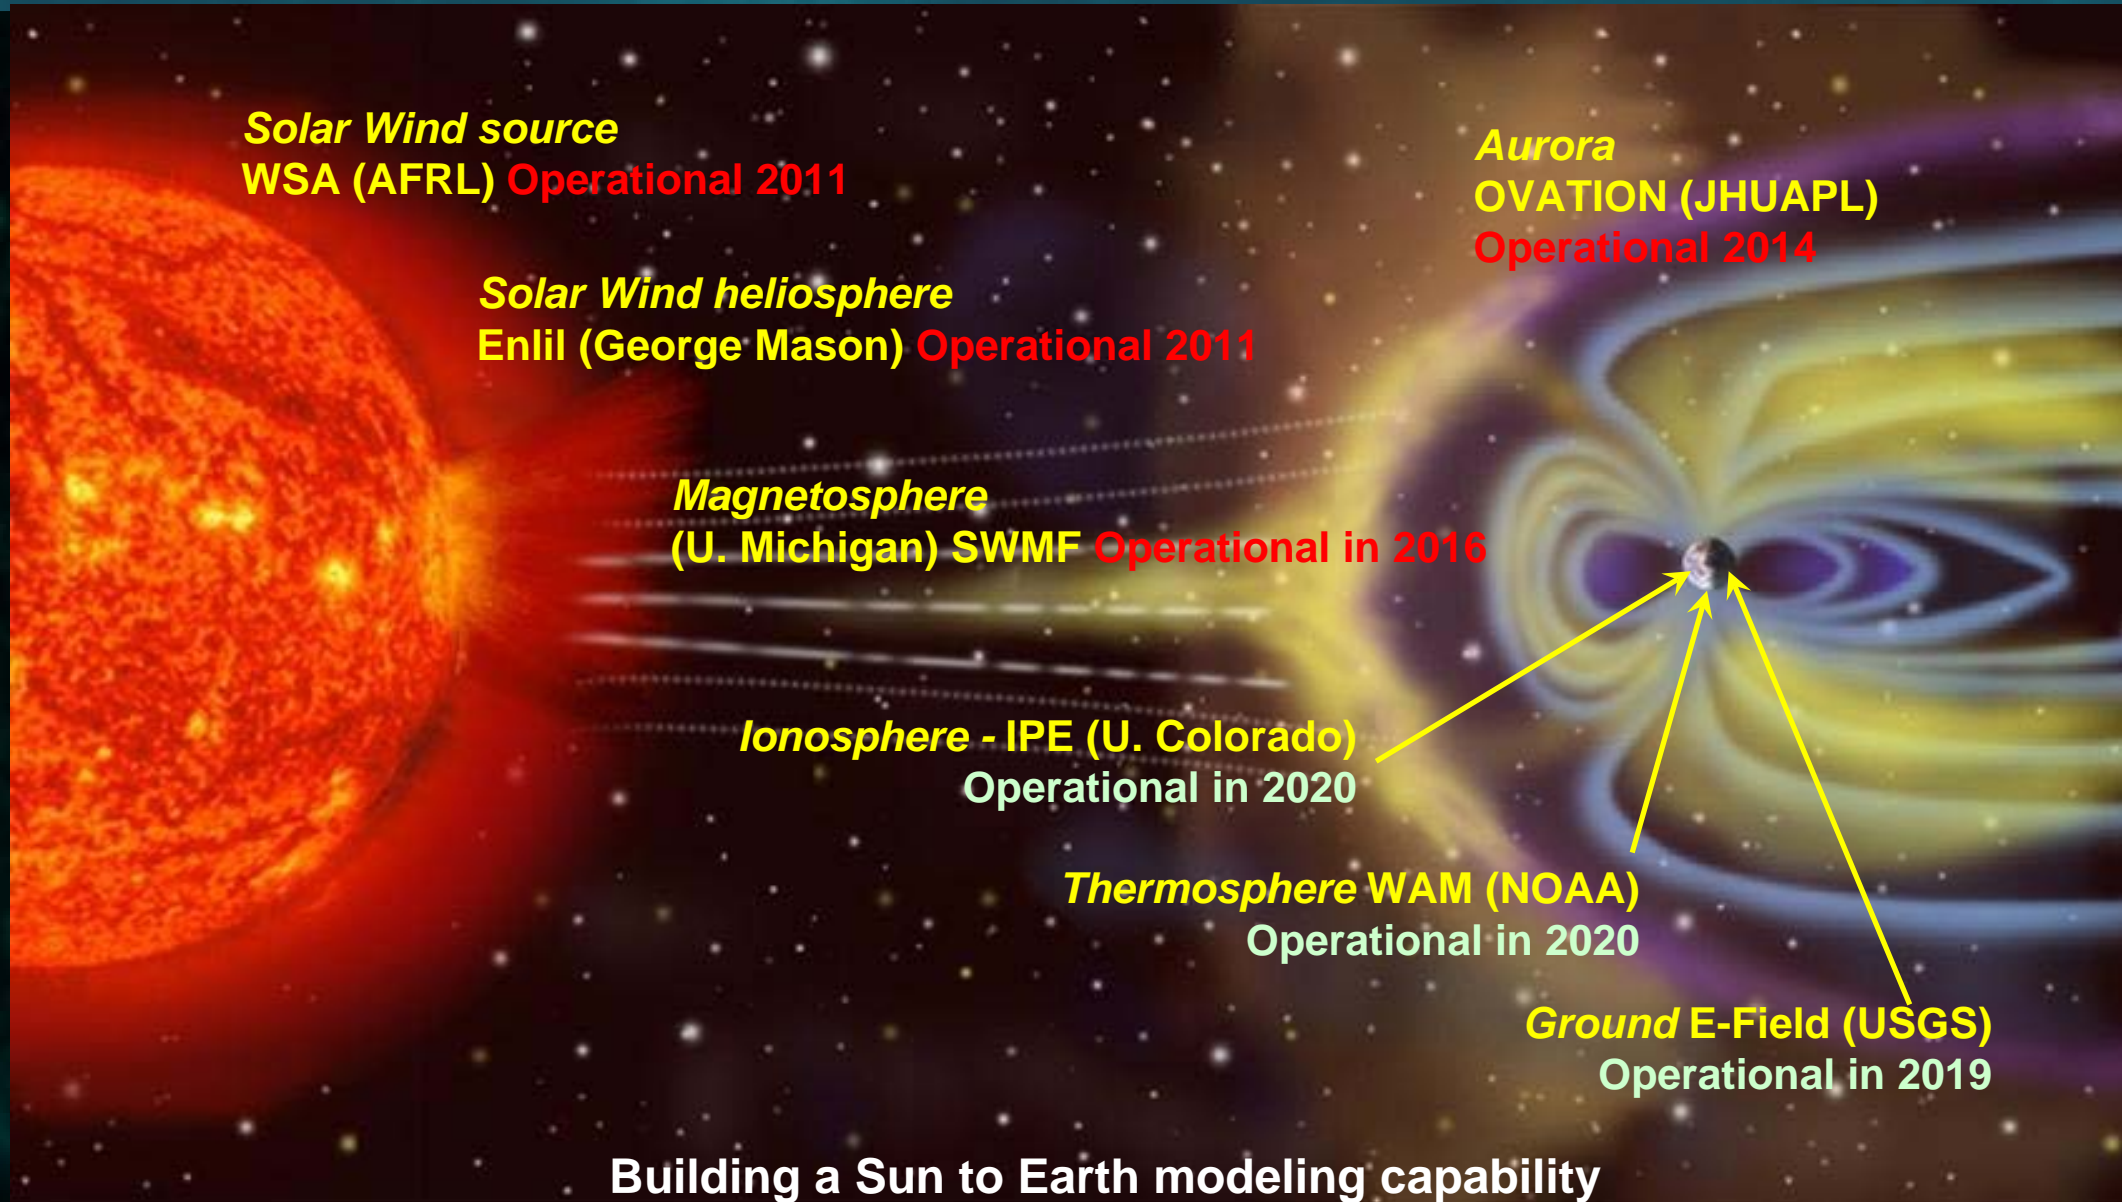 Solar Wind source
WSA (AFRL) Operational 2011
Aurora
OVATION (JHUAPL)
Operational 2014
Solar Wind heliosphere
Enlil (George Mason) Operational 2011
Magnetosphere
(U. Michigan) SWMF Operational in 2016
Ionosphere - IPE (U. Colorado)
Operational in 2020
Thermosphere WAM (NOAA)
Operational in 2020
Ground E-Field (USGS)
Operational in 2019
Building a Sun to Earth modeling capability